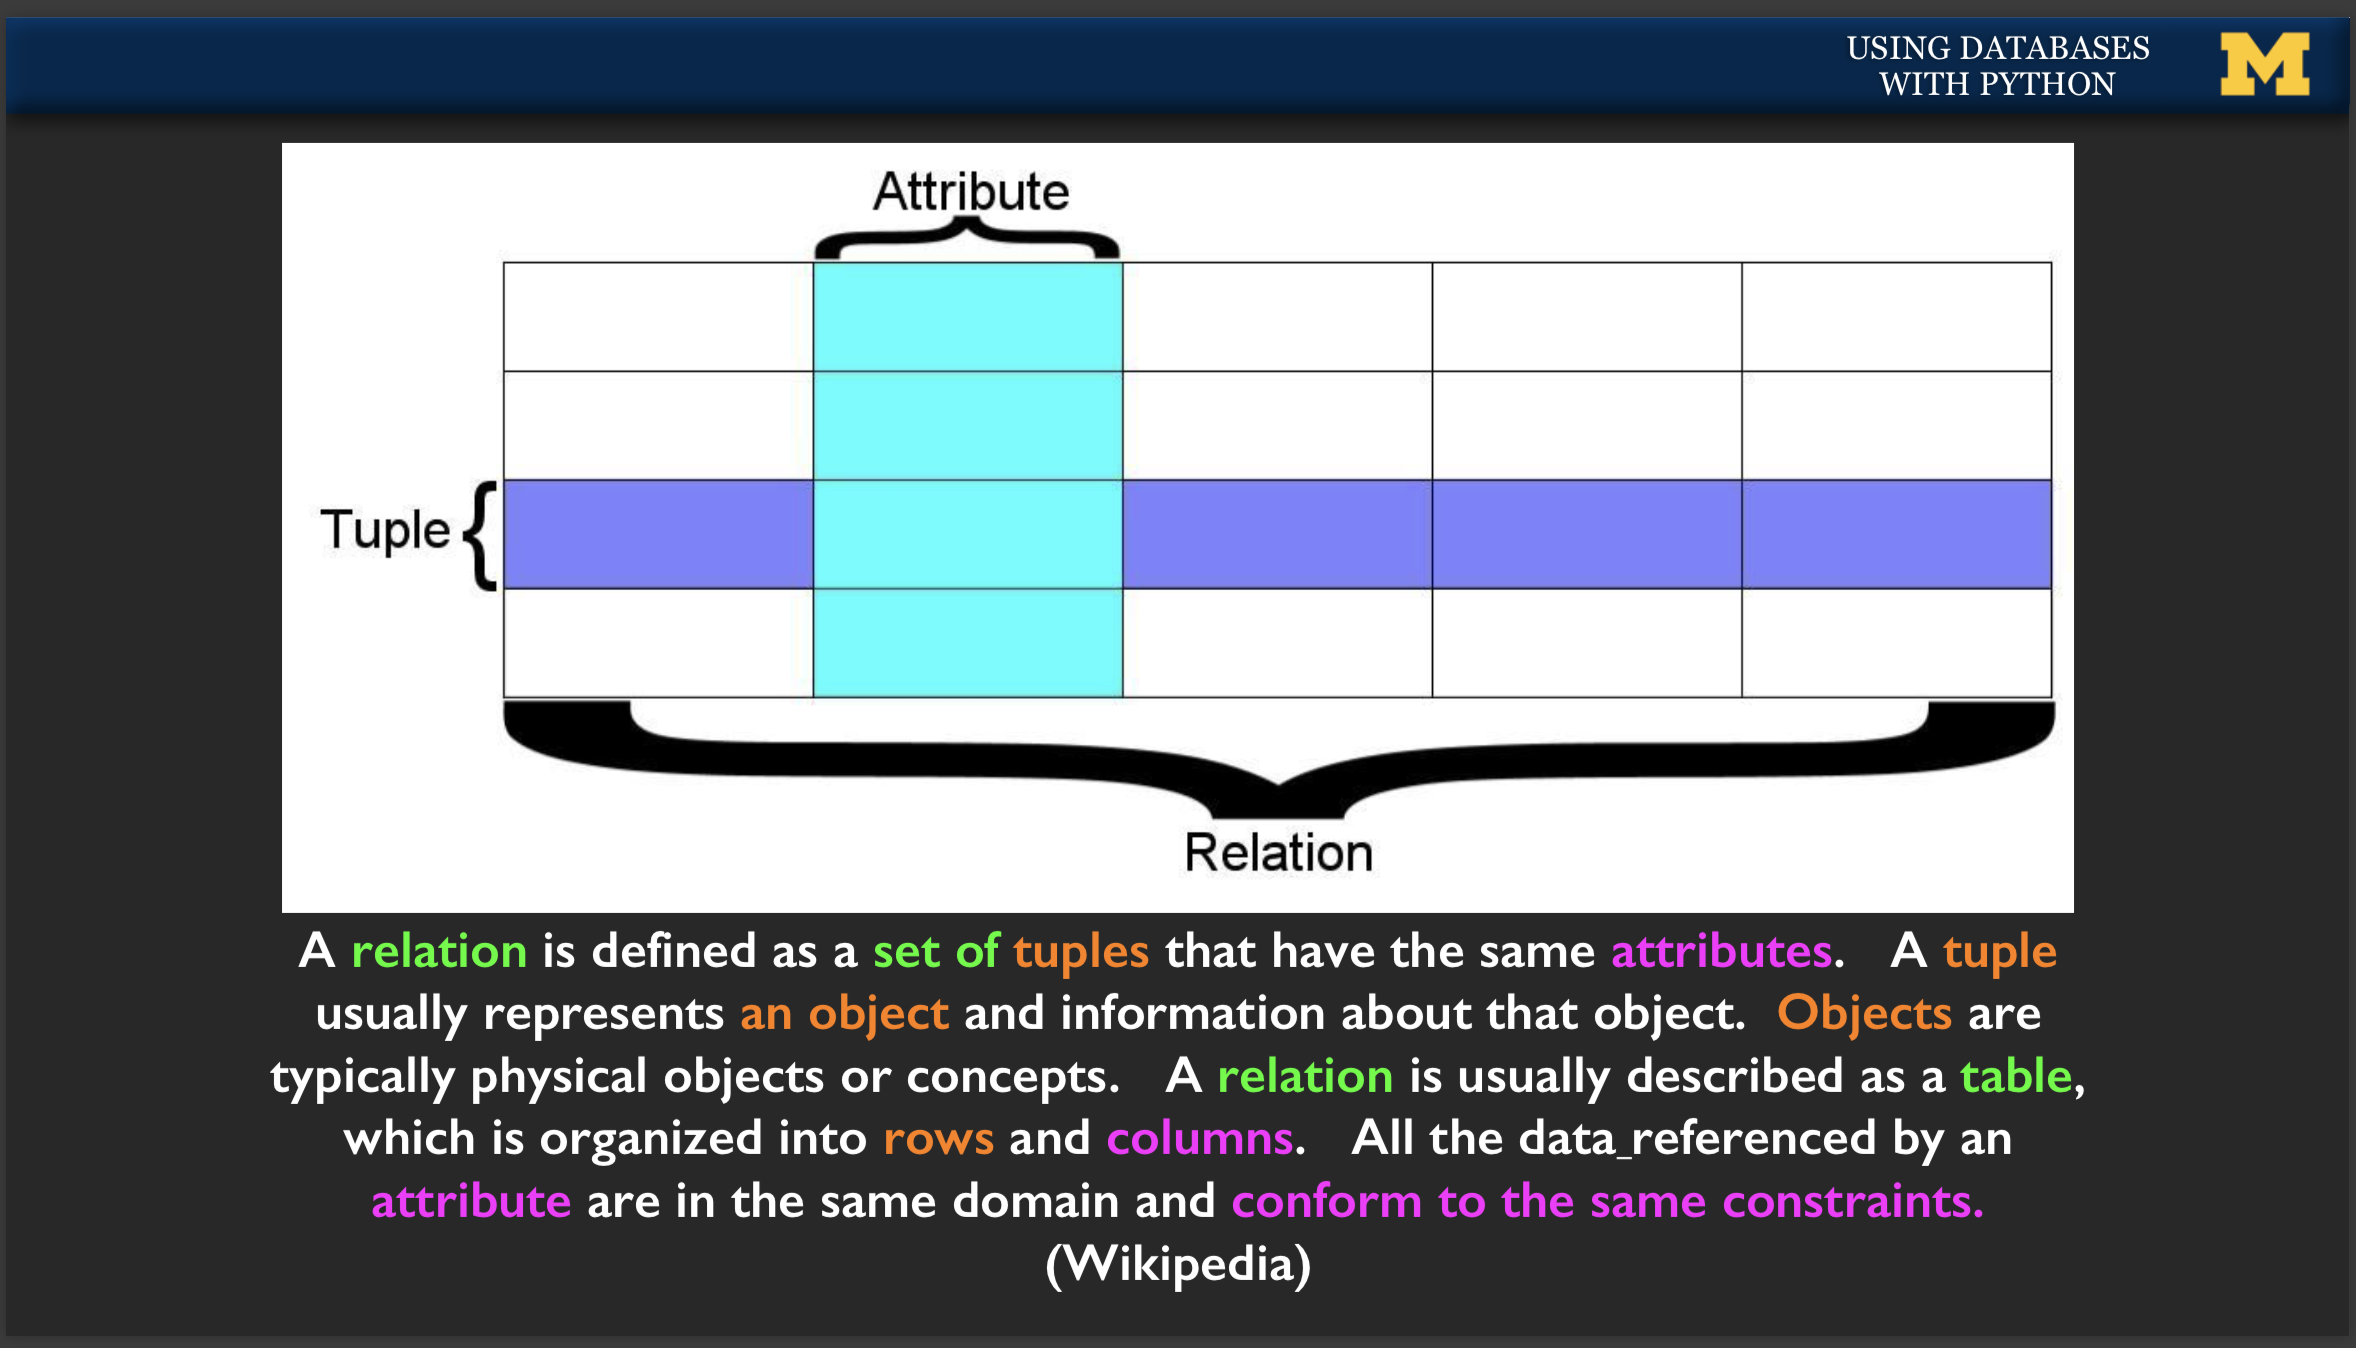 USING DATABASES
WITH PYTHON
M
Attribute
Tuple
Relation
A relation is defined as a set of tuples that have the same attributes. A tuple
usually represents an object and information about that object. Objects are
typically physical objects or concepts. A relation is usually described as a table,
which is organized into rows and columns. All the data_referenced by an
attribute are in the same domain and conform to the same constraints.
(Wikipedia)